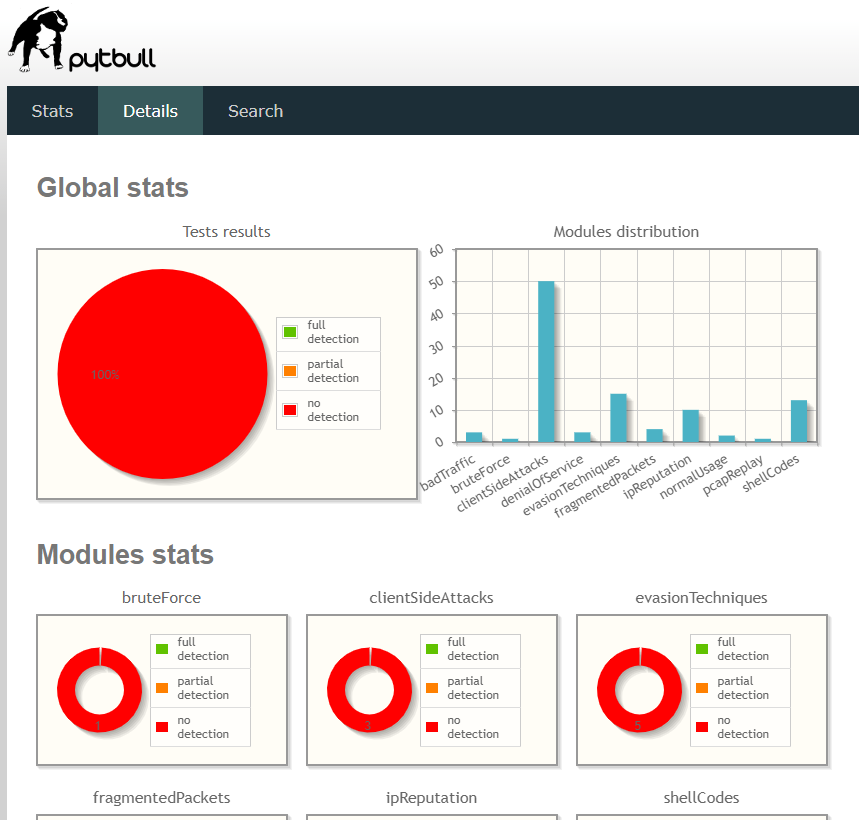 pytbull
Stats
Details
Search
Global stats
Tests results
100%
full
detection
partial
detection
no
detection
Modules distribution
60
50
40
30
20
10
0
badTraffic
bruteForce
clientSideAttacks
denialOfService
evasionTechniques
fragmentedPackets
ipReputation
normalUsage
pcapReplay
shellCodes
Modules stats
bruteForce
1
full
detection
partial
detection
no
detection
clientSideAttacks
3
full
detection
partial
detection
no
detection
evasionTechniques
5
full
detection
partial
detection
no
detection
fragmentedPackets
ipReputation
shellCodes